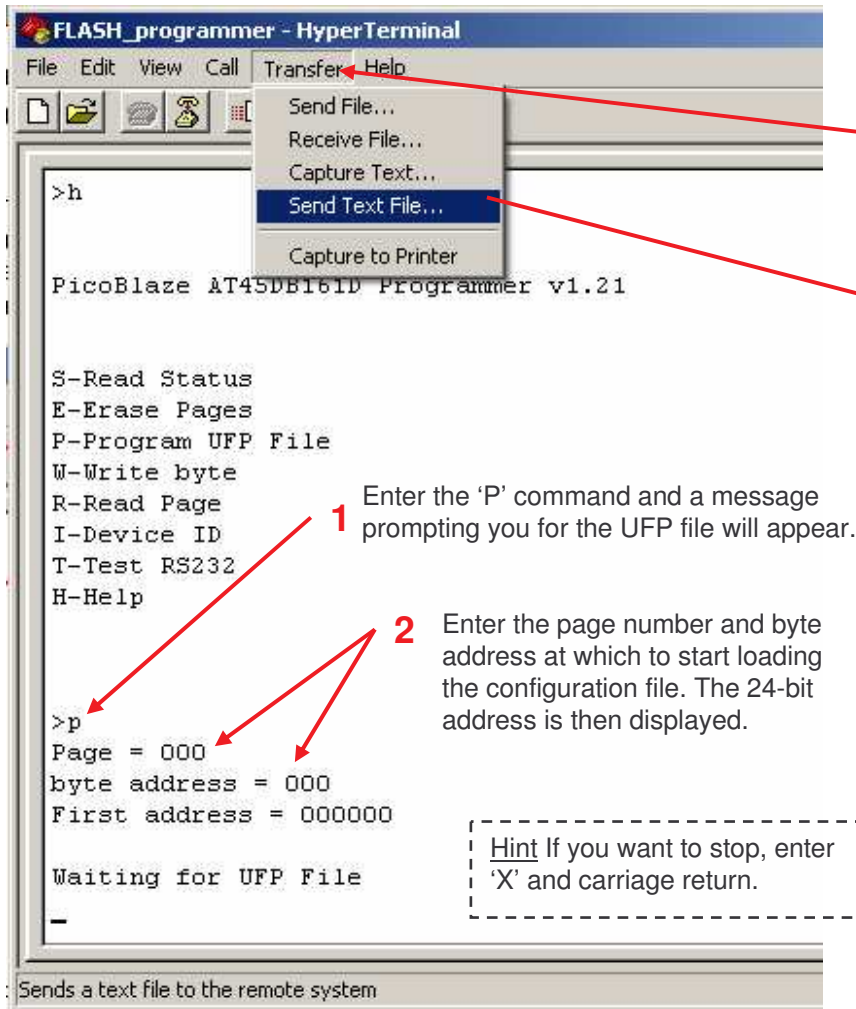 FLASH_programmer - HyperTerminal
File Edit View Call Transfer Help
Send File...
Receive File...
Capture Text...
Send Text File...
Capture to Printer
>h
PicoBlaze AT45DB161D Programmer v1.21
S-Read Status
E-Erase Pages
P-Program UFP File
W-Write byte
R-Read Page
I-Device ID
T-Test RS232
H-Help
1 Enter the ‘P’ command and a message
prompting you for the UFP file will appear.
2 Enter the page number and byte
address at which to start loading
the configuration file. The 24-bit
address is then displayed.
>p
Page = 000
byte address = 000
First address = 000000
Waiting for UFP File
_
Hint If you want to stop, enter
‘X’ and carriage return.
Sends a text file to the remote system